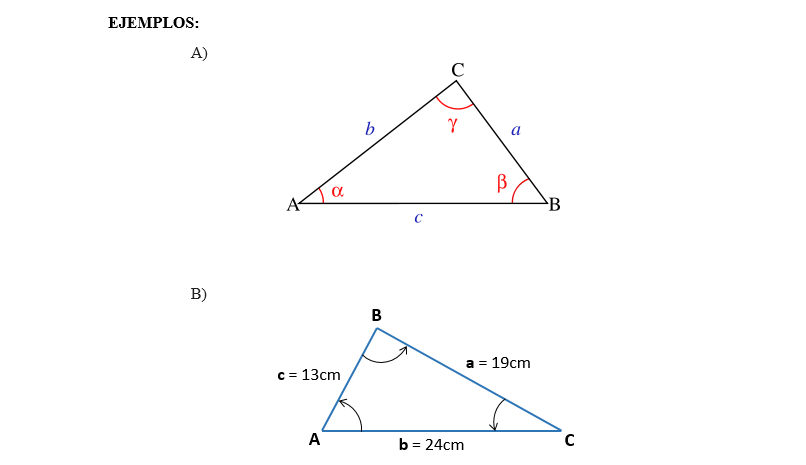 EJEMPLOS:
A)
C
b
γ
a
A
α
β
B
c
B)
B
c = 13cm
a = 19cm
A
b = 24cm
C